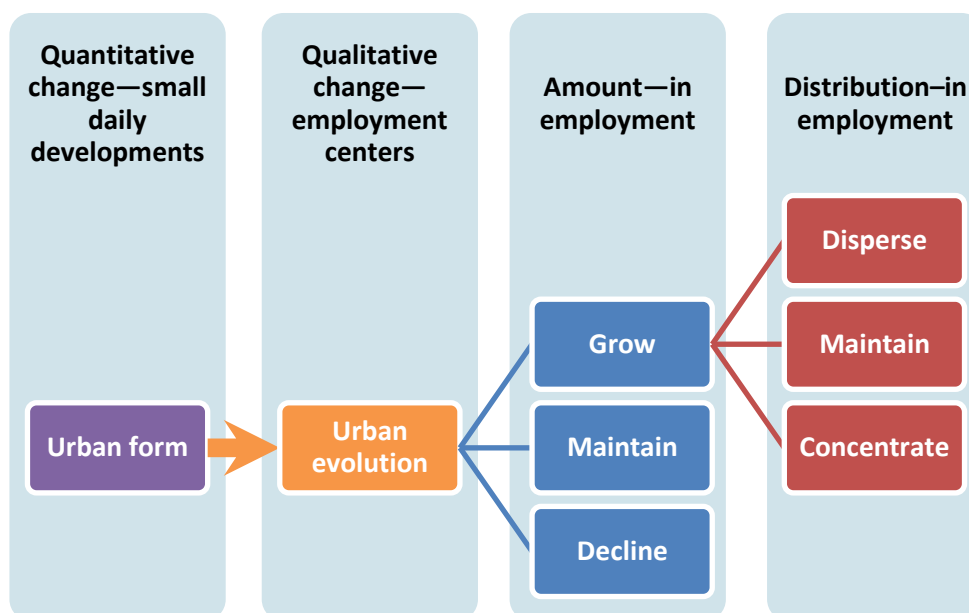 Quantitative
change—small
daily
developments
Qualitative
change—
employment
centers
Amount—in
employment
Distribution–in
employment
Urban form
Urban
evolution
Grow
Maintain
Decline
Disperse
Maintain
Concentrate